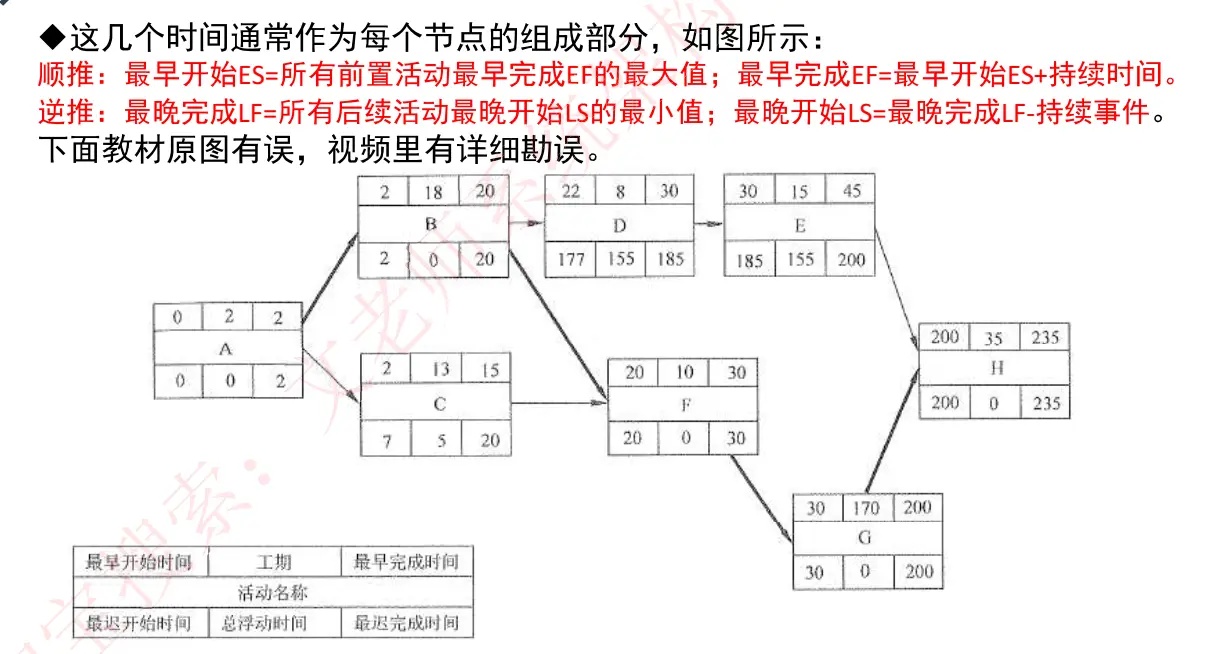 ◆这几个时间通常作为每个节点的组成部分，如图所示：
顺推：最早开始ES=所有前置活动最早完成EF的最大值；最早完成EF=最早开始ES+持续时间。
逆推：最晚完成LF=所有后续活动最晚开始LS的最小值；最晚开始LS=最晚完成LF-持续事件。
下面教材原图有误，视频里有详细勘误。
2 18 20
B
2 0 20
22 8 30
D
177 155 185
30 15 45
E
185 155 200
0 2 2
A
0 0 2
2 13 15
C
7 5 20
20 10 30
F
20 0 30
200 35 235
H
200 0 235
30 170 200
G
30 0 200
最早开始时间 工期 最早完成时间
活动名称
最迟开始时间 总浮动时间 最迟完成时间
宝搜索：文老师系统架构